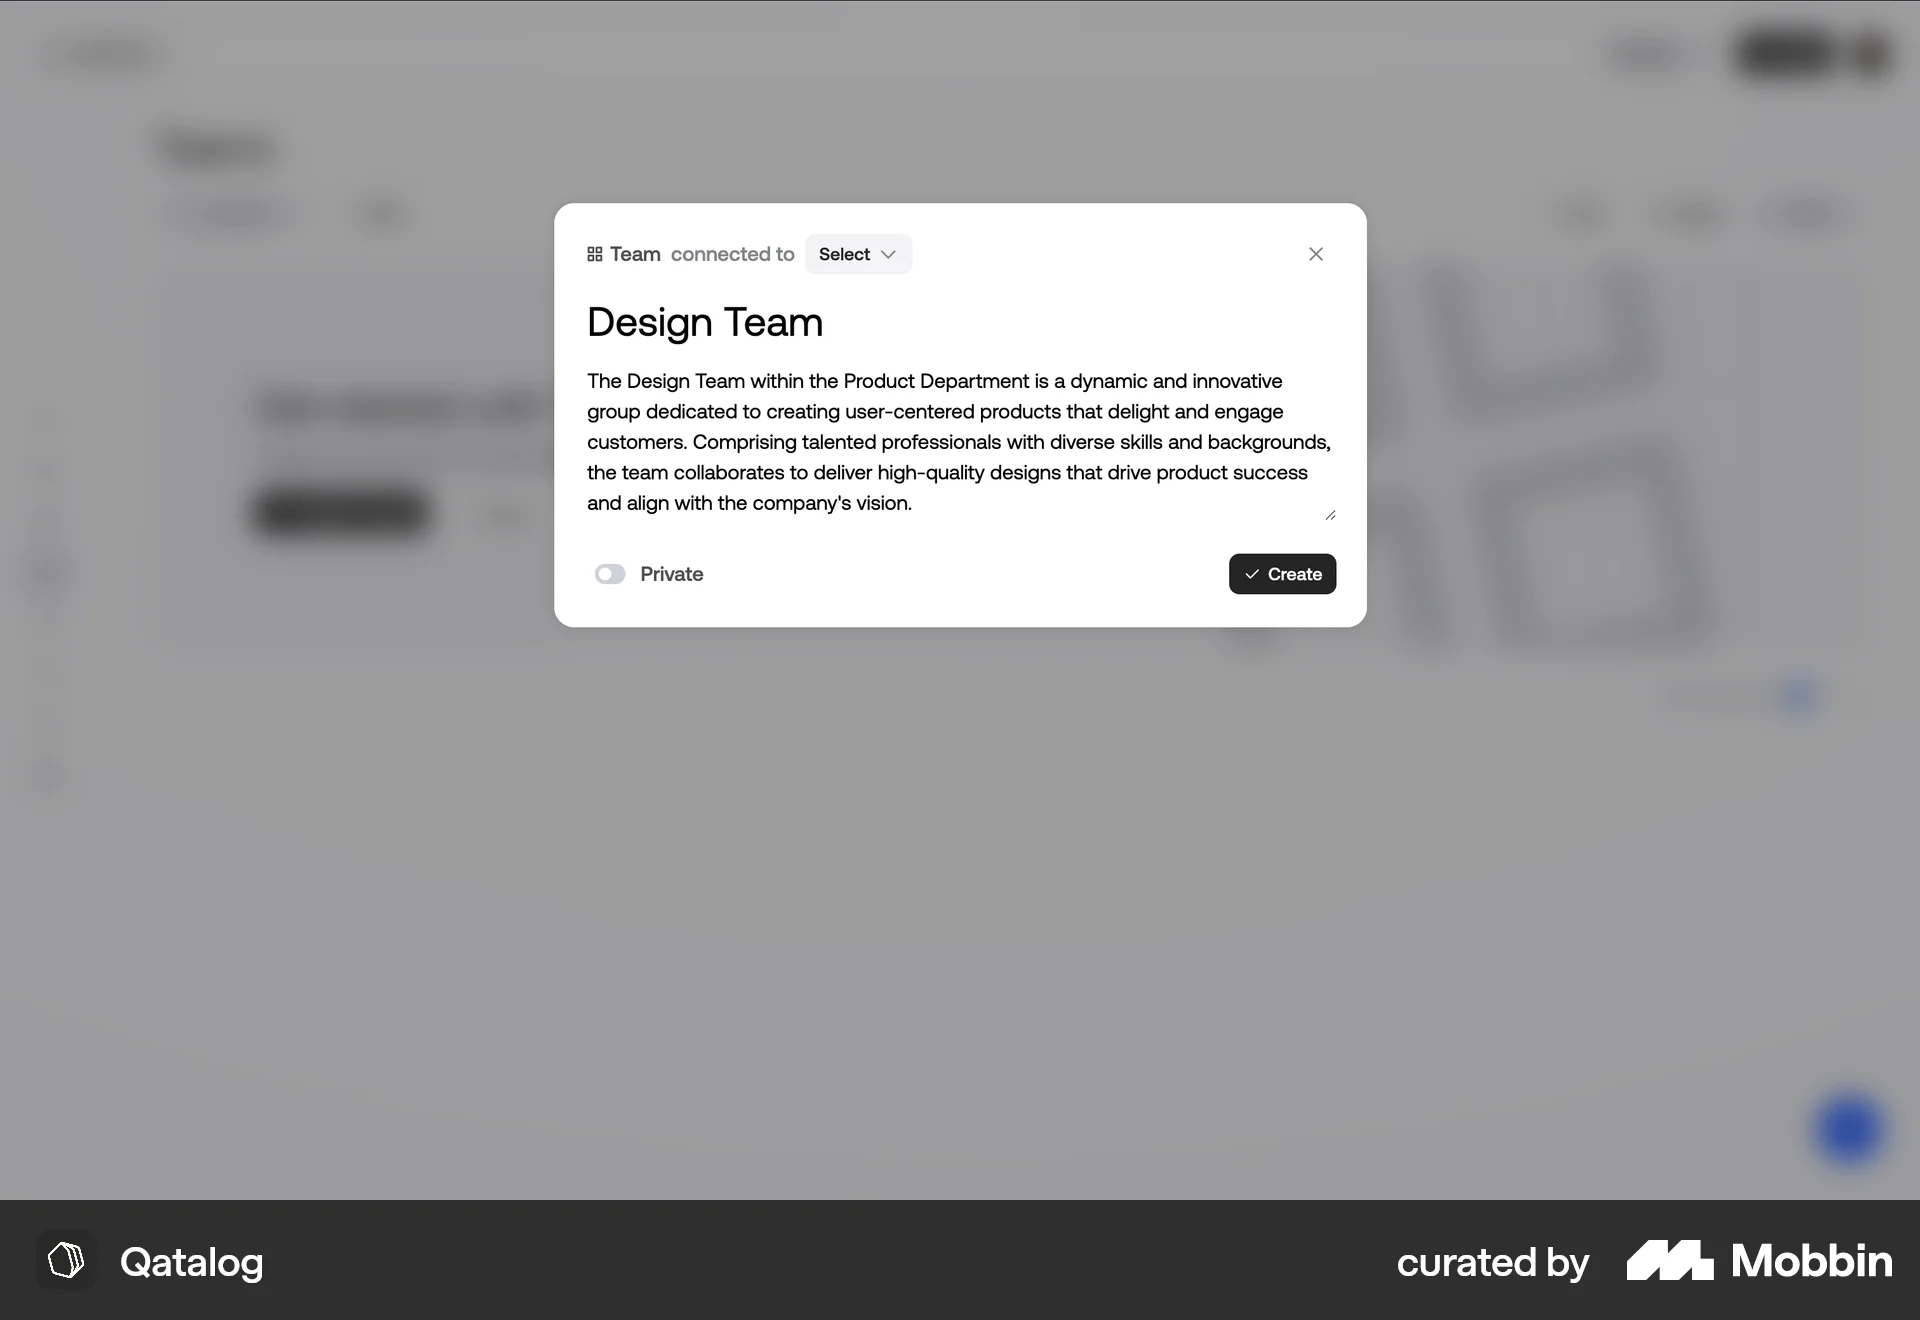 Team connected to Select
Design Team
The Design Team within the Product Department is a dynamic and innovative
group dedicated to creating user-centered products that delight and engage
customers. Comprising talented professionals with diverse skills and backgrounds,
the team collaborates to deliver high-quality designs that drive product success
and align with the company's vision.
Private
Create
Qatalog
curated by Mobbin